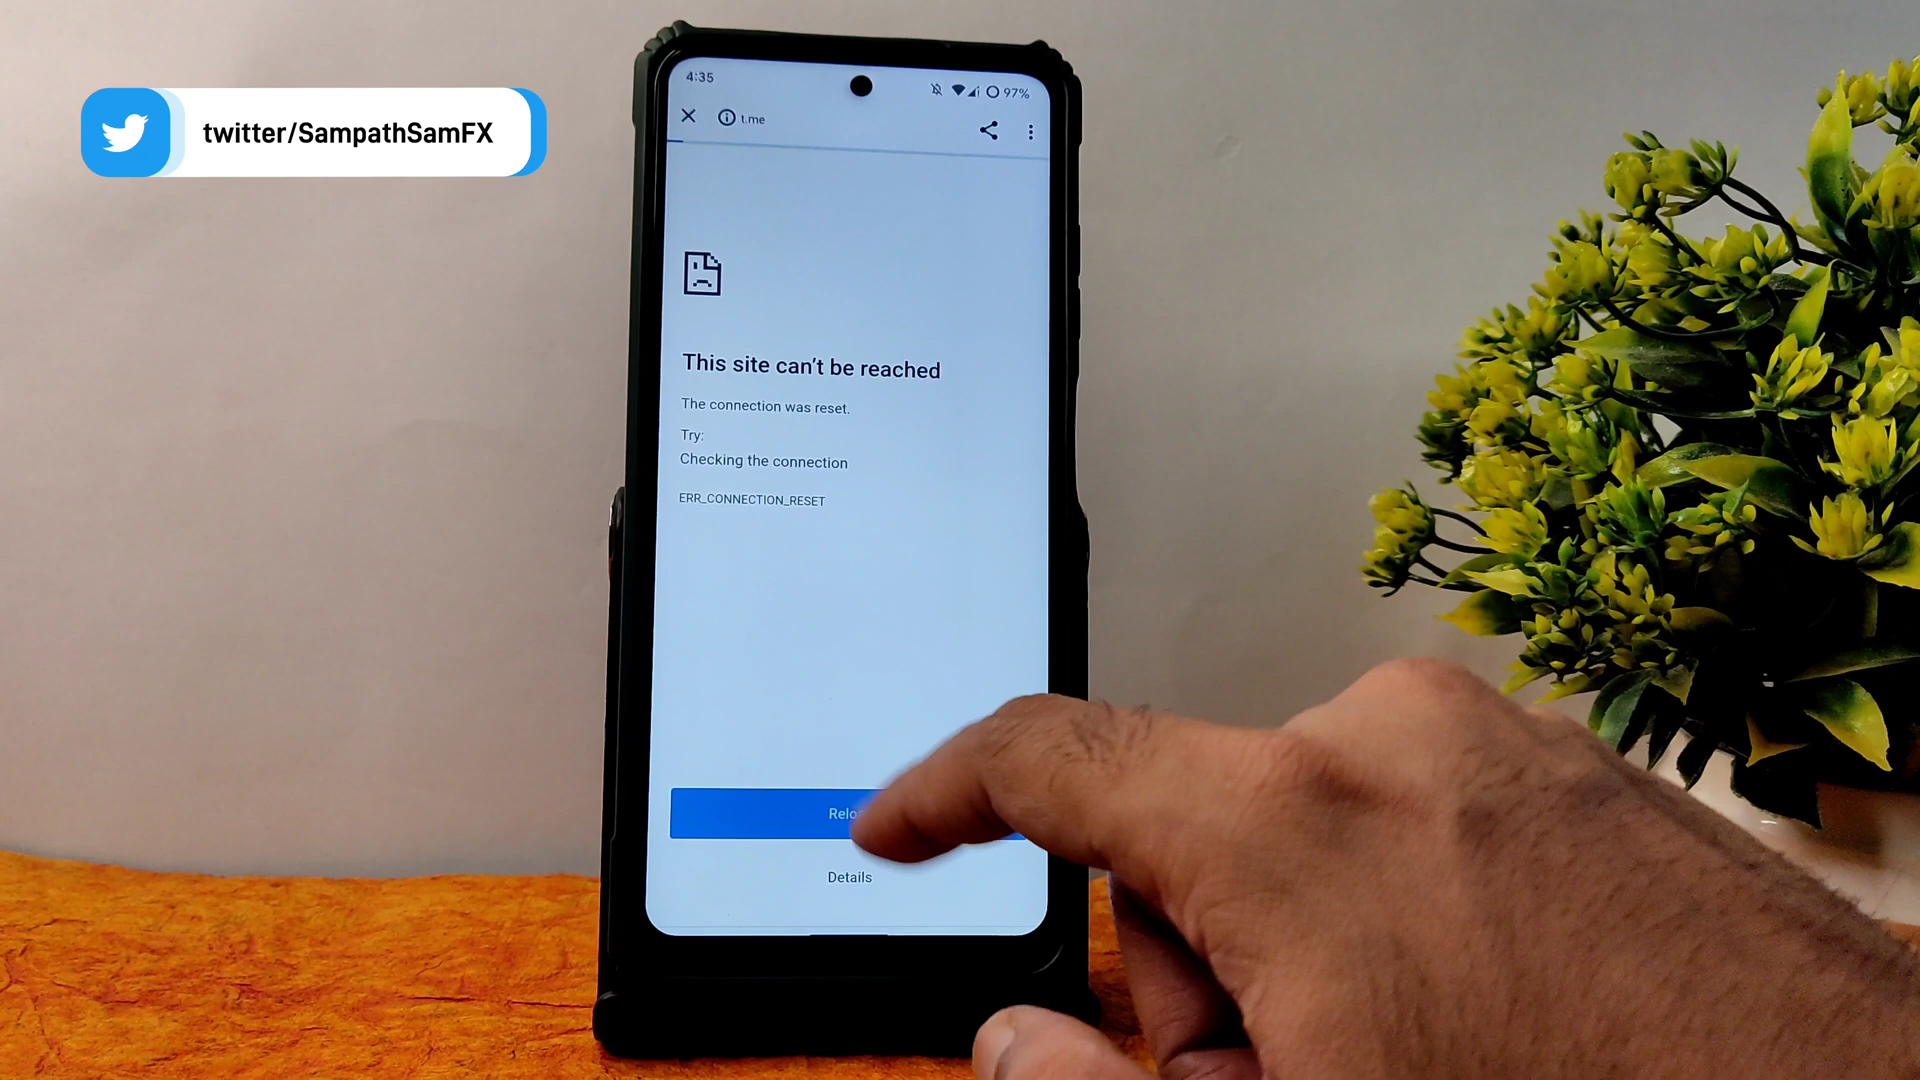 twitter/SampathSamFX
4:35
97%
t.me
This site can't be reached
The connection was reset.
Try:
Checking the connection
ERR_CONNECTION_RESET
Details